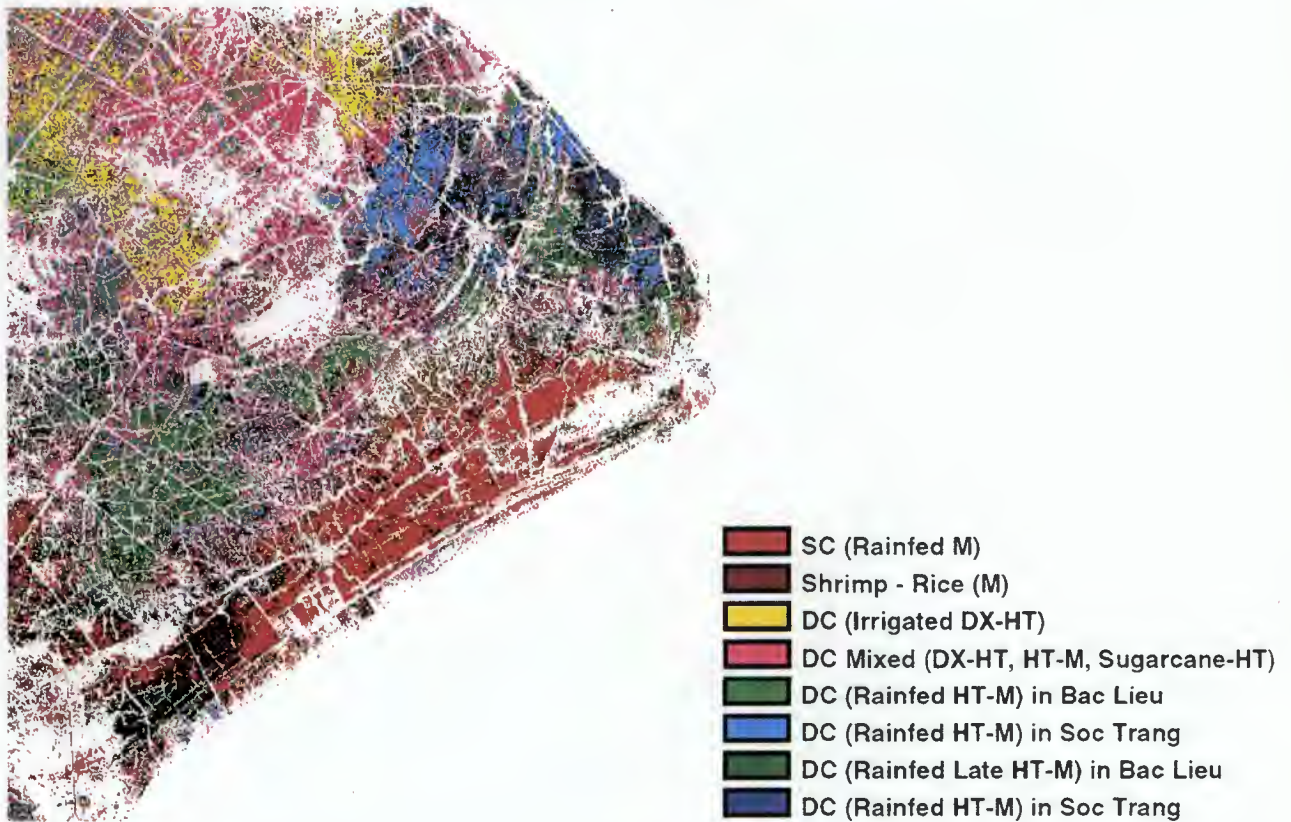 SC (Rainfed M)
Shrimp - Rice (M)
DC (Irrigated DX-HT)
DC Mixed (DX-HT, HT-M, Sugarcane-HT)
DC (Rainfed HT-M) in Bac Lieu
DC (Rainfed HT-M) in Soc Trang
DC (Rainfed Late HT-M) in Bac Lieu
DC (Rainfed HT-M) in Soc Trang